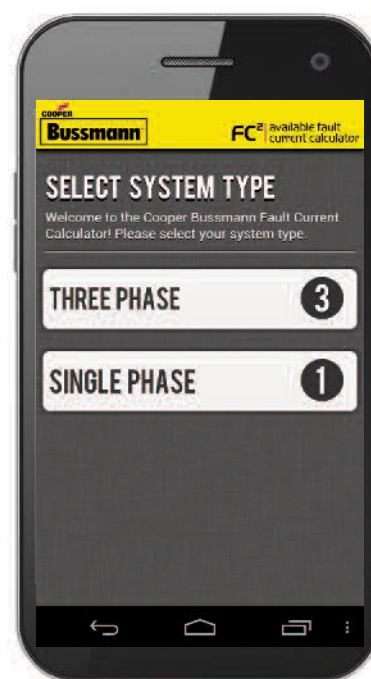 COOPER
Bussmann
FC² available fault
current calculator
SELECT SYSTEM TYPE
Welcome to the Cooper Bussmann Fault Current
Calculator! Please select your system type.
THREE PHASE 3
SINGLE PHASE 1